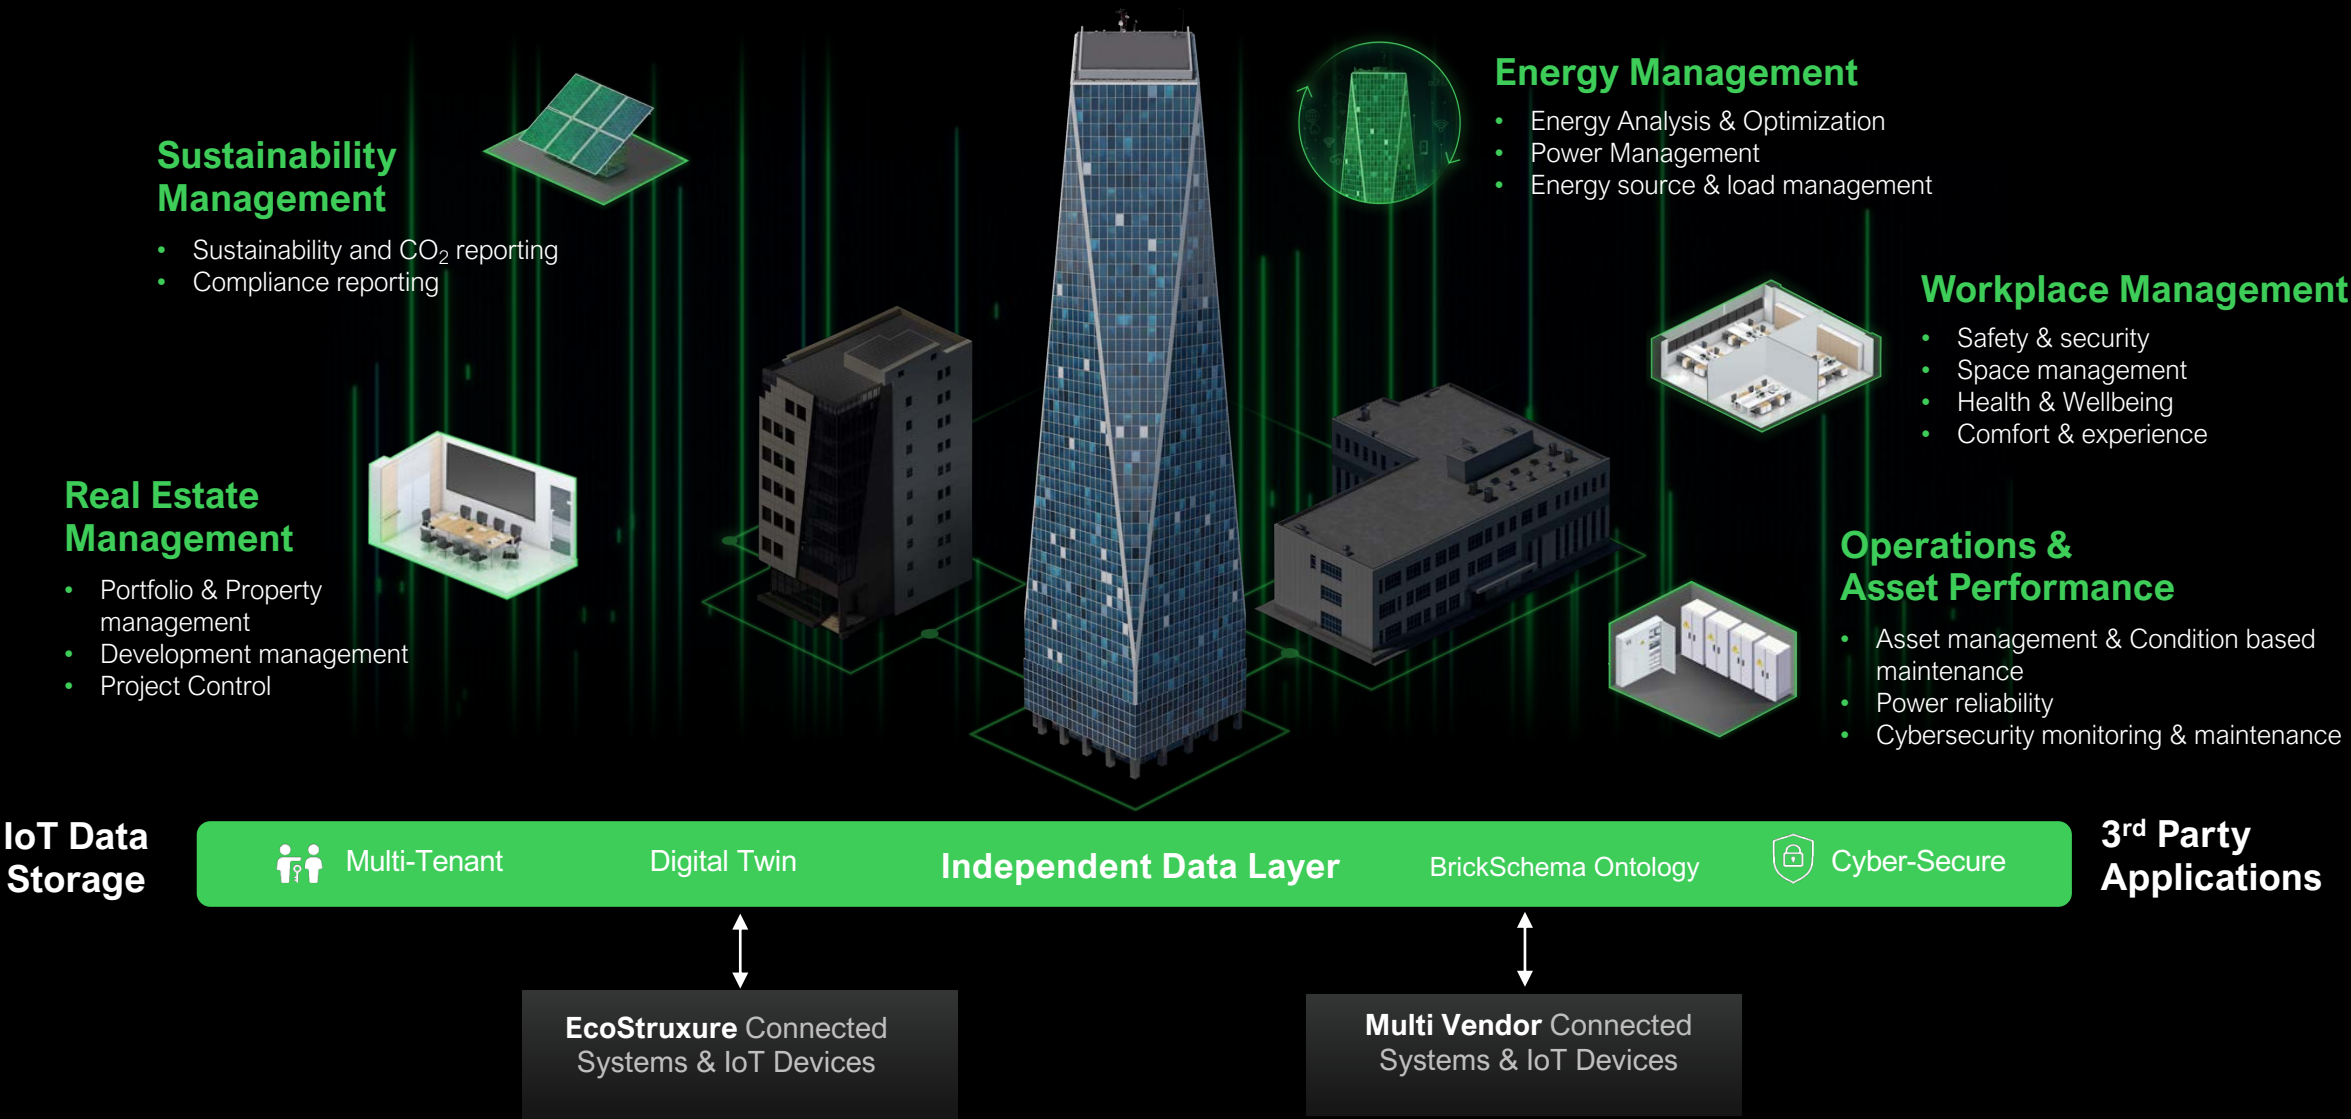 Sustainability
Management
• Sustainability and CO₂ reporting
• Compliance reporting
Real Estate
Management
• Portfolio & Property
management
• Development management
• Project Control
Energy Management
• Energy Analysis & Optimization
• Power Management
• Energy source & load management
Workplace Management
• Safety & security
• Space management
• Health & Wellbeing
• Comfort & experience
Operations &
Asset Performance
• Asset management & Condition based
maintenance
• Power reliability
• Cybersecurity monitoring & maintenance
IoT Data
Storage
Multi-Tenant
Digital Twin
Independent Data Layer
BrickSchema Ontology
Cyber-Secure
3rd Party
Applications
EcoStruxure Connected
Systems & IoT Devices
Multi Vendor Connected
Systems & IoT Devices